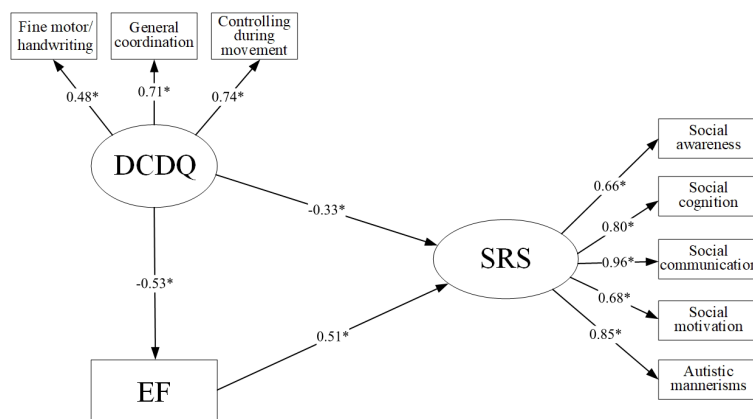 Fine motor/
handwriting
General
coordination
Controlling
during
movement
0.48*
0.71*
0.74*
DCDQ
Social
awareness
0.66*
Social
cognition
-0.33*
0.80*
SRS
Social
communication
0.96*
-0.53*
0.68*
Social
motivation
0.51*
0.85*
EF
Autistic
mannerisms